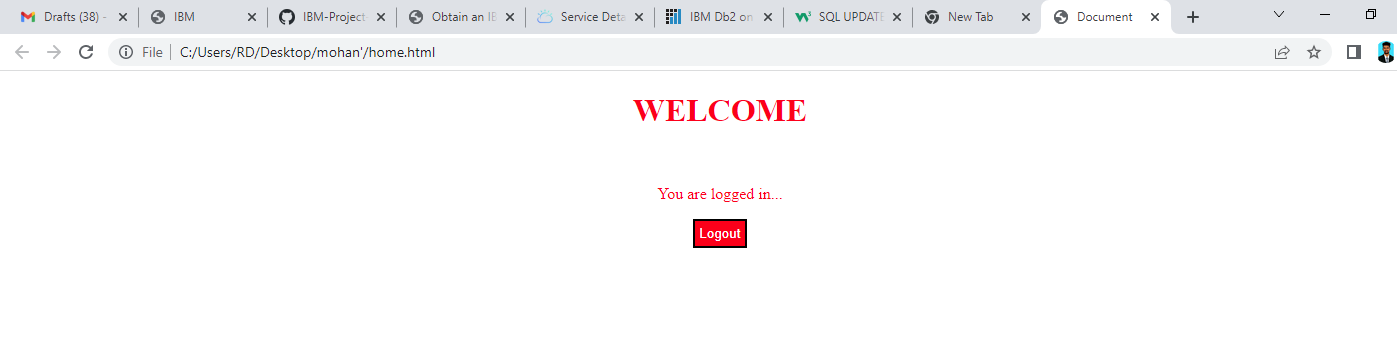 Drafts (38) -
IBM
IBM-Project
Obtain an IB
Service Deta
IBM Db2 on
SQL UPDATE
New Tab
Document
File
C:/Users/RD/Desktop/mohan'/home.html
WELCOME
You are logged in...
Logout